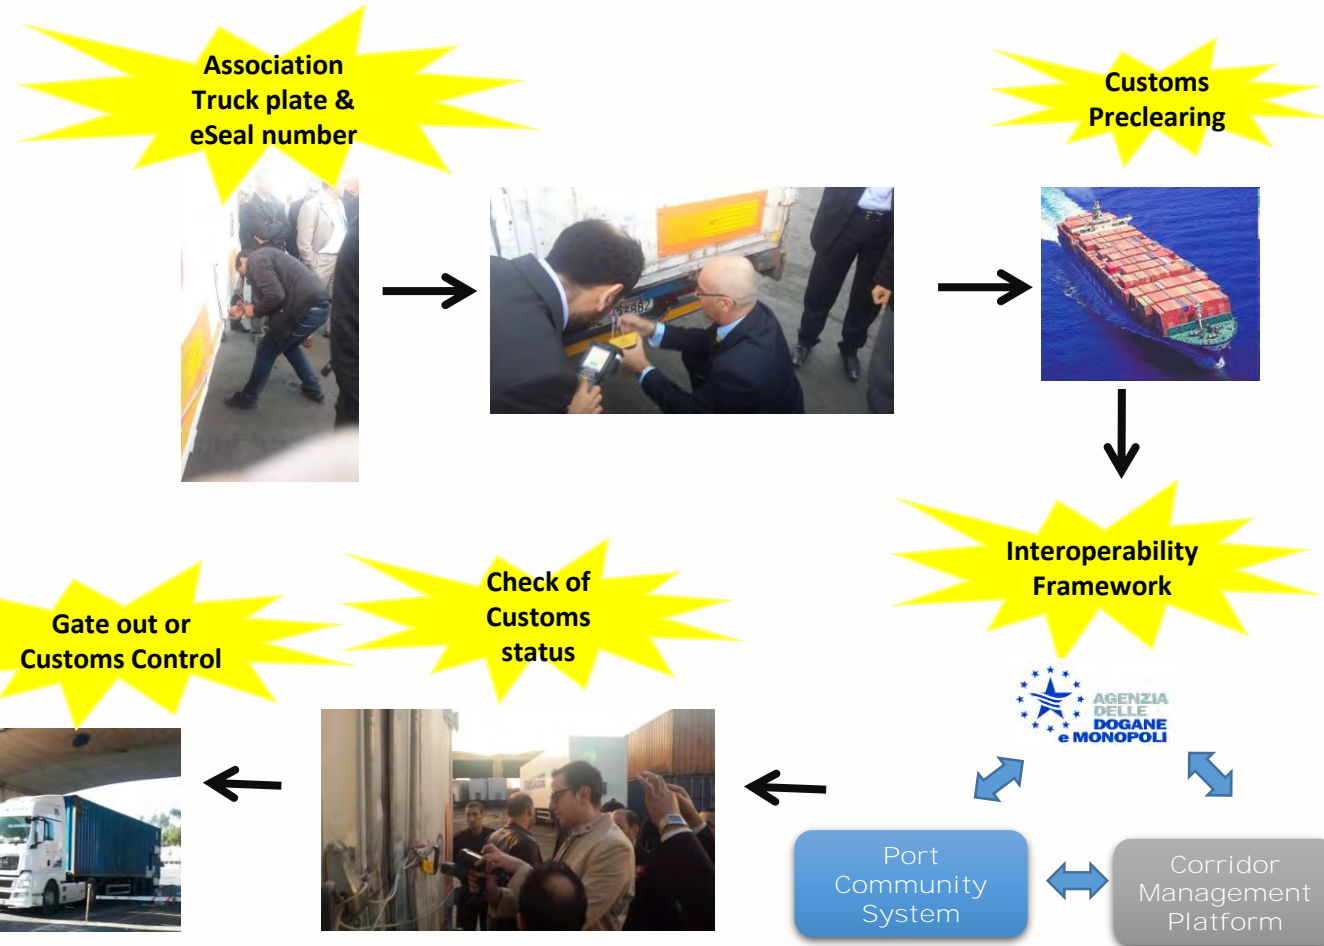 Association
Truck plate &
eSeal number
Customs
Preclearing
Interoperability
Framework
AGENZIA
DELLE
DOGANE
e MONOPOLI
Port
Community
System
Corridor
Management
Platform
Check of
Customs
status
Gate out or
Customs Control